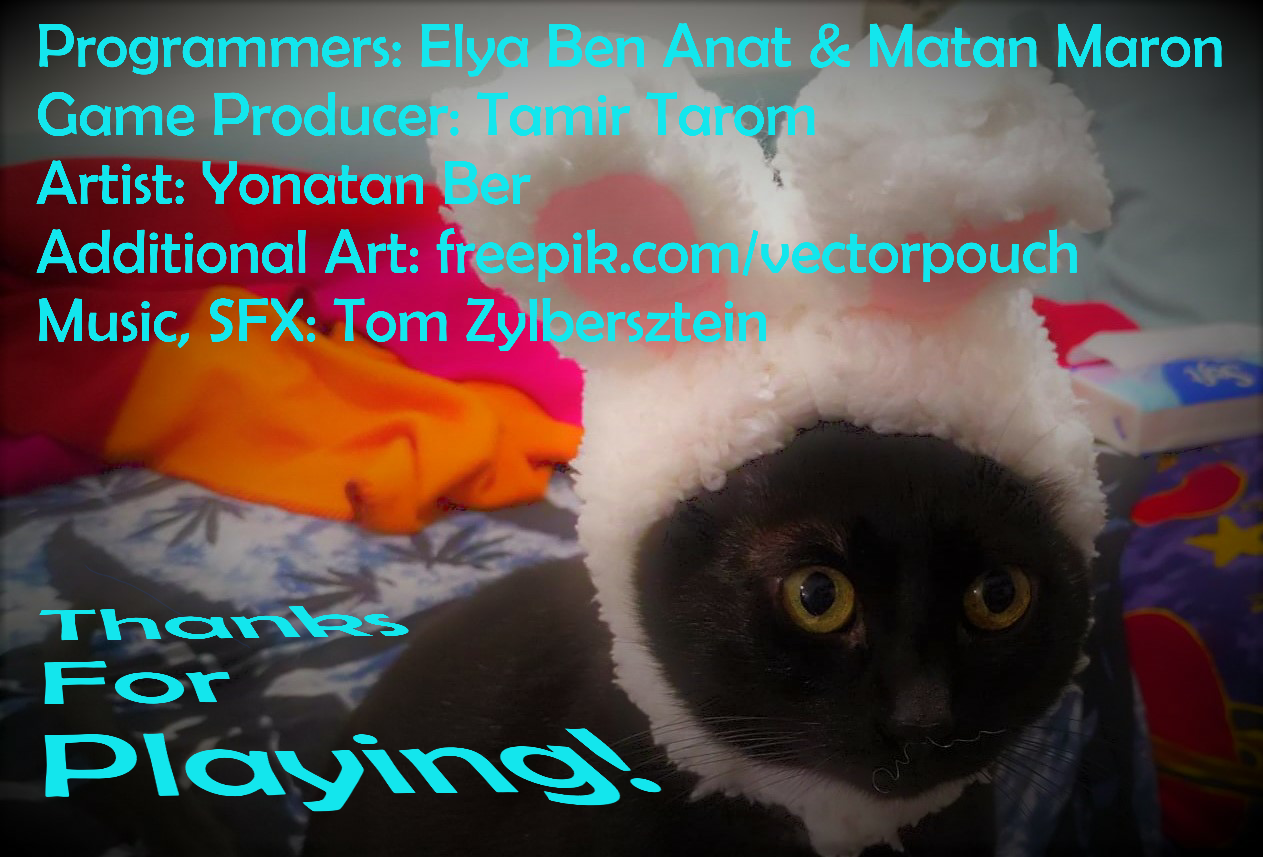 Programmers: Elya Ben Anat & Matan Maron
Game Producer: Tamir Tarom
Artist: Yonatan Ber
Additional Art: freepik.com/vectorpouch
Music, SFX: Tom Zylbersztein
Thanks
For
Playing!